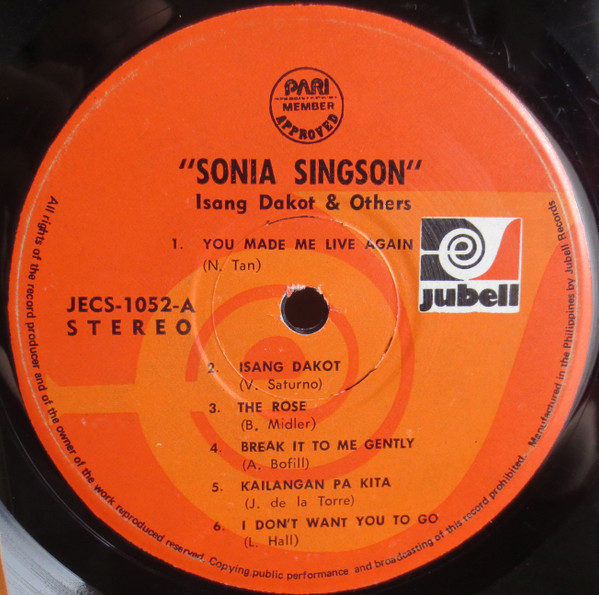 PARI
MEMBER
APPROVED
"SONIA SINGSON"
Isang Dakot & Others
1. YOU MADE ME LIVE AGAIN
(N. Tan)
jubell
JECS-1052-A
STEREO
2. ISANG DAKOT
(V. Saturno)
3. THE ROSE
(B. Midler)
4. BREAK IT TO ME GENTLY
(A. Bofill)
5. KAILANGAN PA KITA
(J. de la Torre)
6. I DON'T WANT YOU TO GO
(L. Hall)
All rights of the record producer and of the owner of the work reproduced reserved. Copying public performance and broadcasting of this record prohibited. Manufactured in the Philippines by Jubell Records